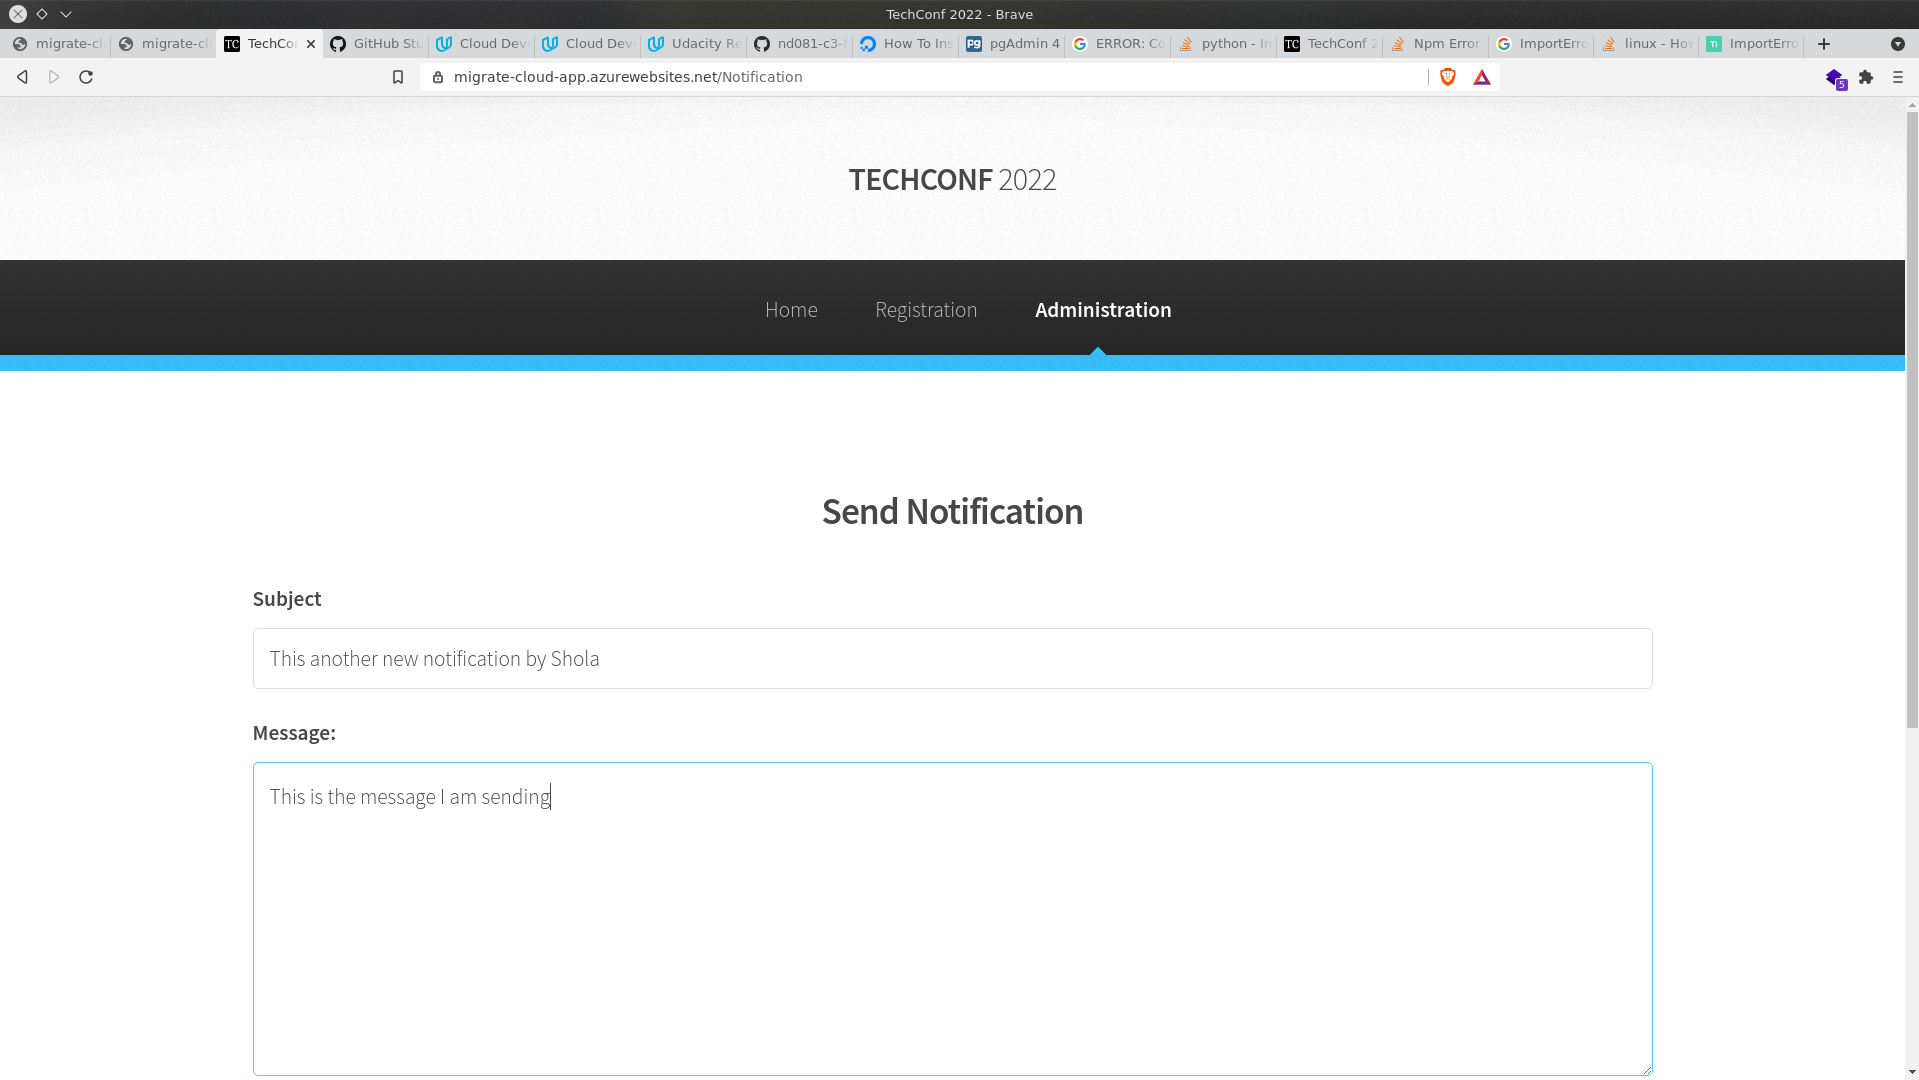 TechConf 2022 - Brave
migrate-cl
migrate-cl
TechCo
GitHub Stu
Cloud Dev
Cloud Dev
Udacity Re
nd081-c3-
How To Ins
pgAdmin 4
ERROR: Co
python - I
TechConf 2
Npm Error
ImportErro
linux - How
ImportErro
migrate-cloud-app.azurewebsites.net/Notification
5
TECHCONF 2022
Home
Registration
Administration
Send Notification
Subject
This another new notification by Shola
Message:
This is the message I am sending